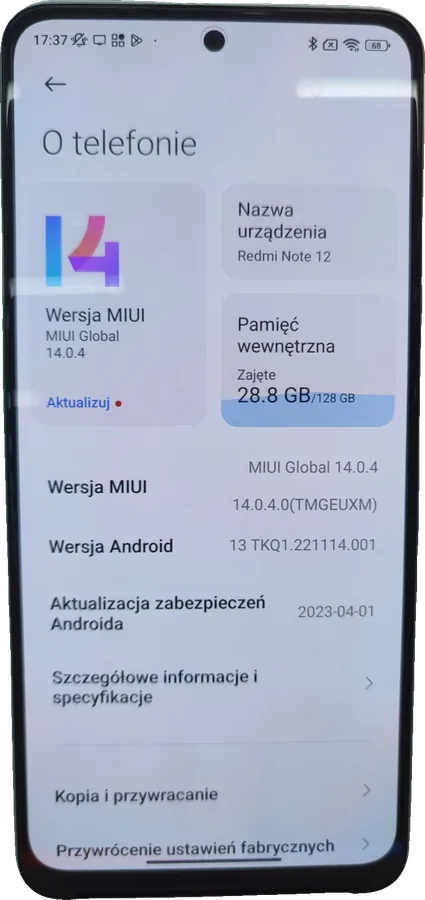 17:37
68
O telefonie
14
Wersja MIUI
MIUI Global
14.0.4
Aktualizuj
Nazwa
urządzenia
Redmi Note 12
Pamięć
wewnętrzna
Zajęte
28.8 GB/128 GB
Wersja MIUI
MIUI Global 14.0.4
14.0.4.0(TMGEUXM)
Wersja Android
13 TKQ1.221114.001
Aktualizacja zabezpieczeń
Androida
2023-04-01
Szczegółowe informacje i
specyfikacje
Kopia i przywracanie
Przywrócenie ustawień fabrycznych